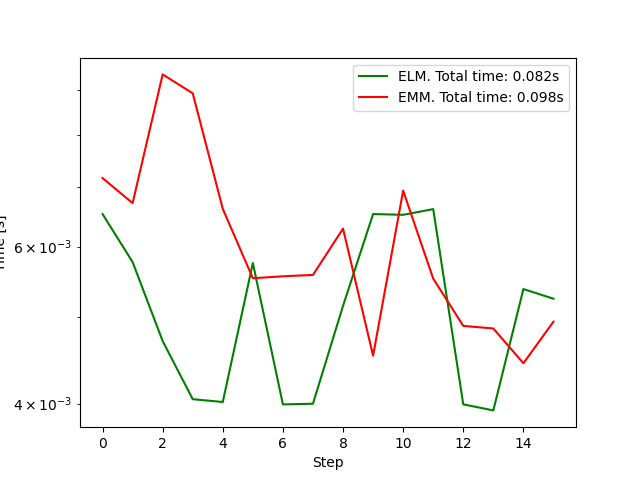 ELM. Total time: 0.082s
EMM. Total time: 0.098s
Time [s]
6 × 10⁻³
4 × 10⁻³
0 2 4 6 8 10 12 14
Step